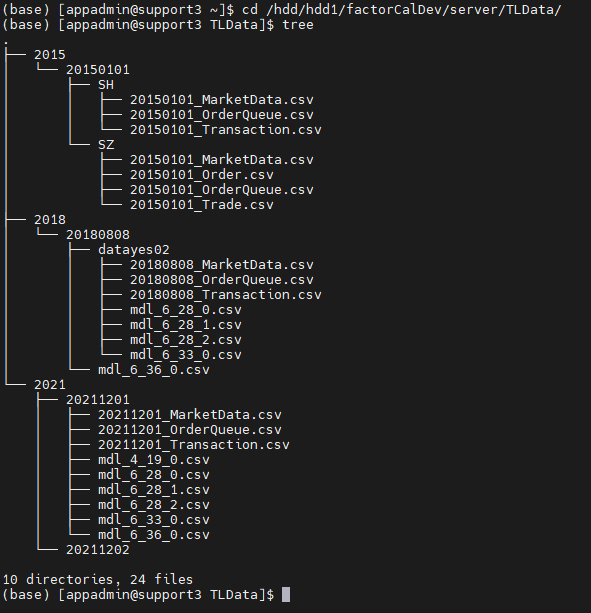 (base) [appadmin@support3 ~]$ cd /hdd/hdd1/factorCalDev/server/TLData/
(base) [appadmin@support3 TLData]$ tree
.
├── 2015
│   └── 20150101
│       ├── SH
│       │   ├── 20150101_MarketData.csv
│       │   ├── 20150101_OrderQueue.csv
│       │   └── 20150101_Transaction.csv
│       └── SZ
│           ├── 20150101_MarketData.csv
│           ├── 20150101_Order.csv
│           ├── 20150101_OrderQueue.csv
│           └── 20150101_Trade.csv
├── 2018
│   └── 20180808
│       ├── datayes02
│       │   ├── 20180808_MarketData.csv
│       │   ├── 20180808_OrderQueue.csv
│       │   ├── 20180808_Transaction.csv
│       │   ├── mdl_6_28_0.csv
│       │   ├── mdl_6_28_1.csv
│       │   ├── mdl_6_28_2.csv
│       │   └── mdl_6_33_0.csv
│       └── mdl_6_36_0.csv
└── 2021
    ├── 20211201
    │   ├── 20211201_MarketData.csv
    │   ├── 20211201_OrderQueue.csv
    │   ├── 20211201_Transaction.csv
    │   ├── mdl_4_19_0.csv
    │   ├── mdl_6_28_0.csv
    │   ├── mdl_6_28_1.csv
    │   ├── mdl_6_28_2.csv
    │   ├── mdl_6_33_0.csv
    │   └── mdl_6_36_0.csv
    └── 20211202

10 directories, 24 files
(base) [appadmin@support3 TLData]$